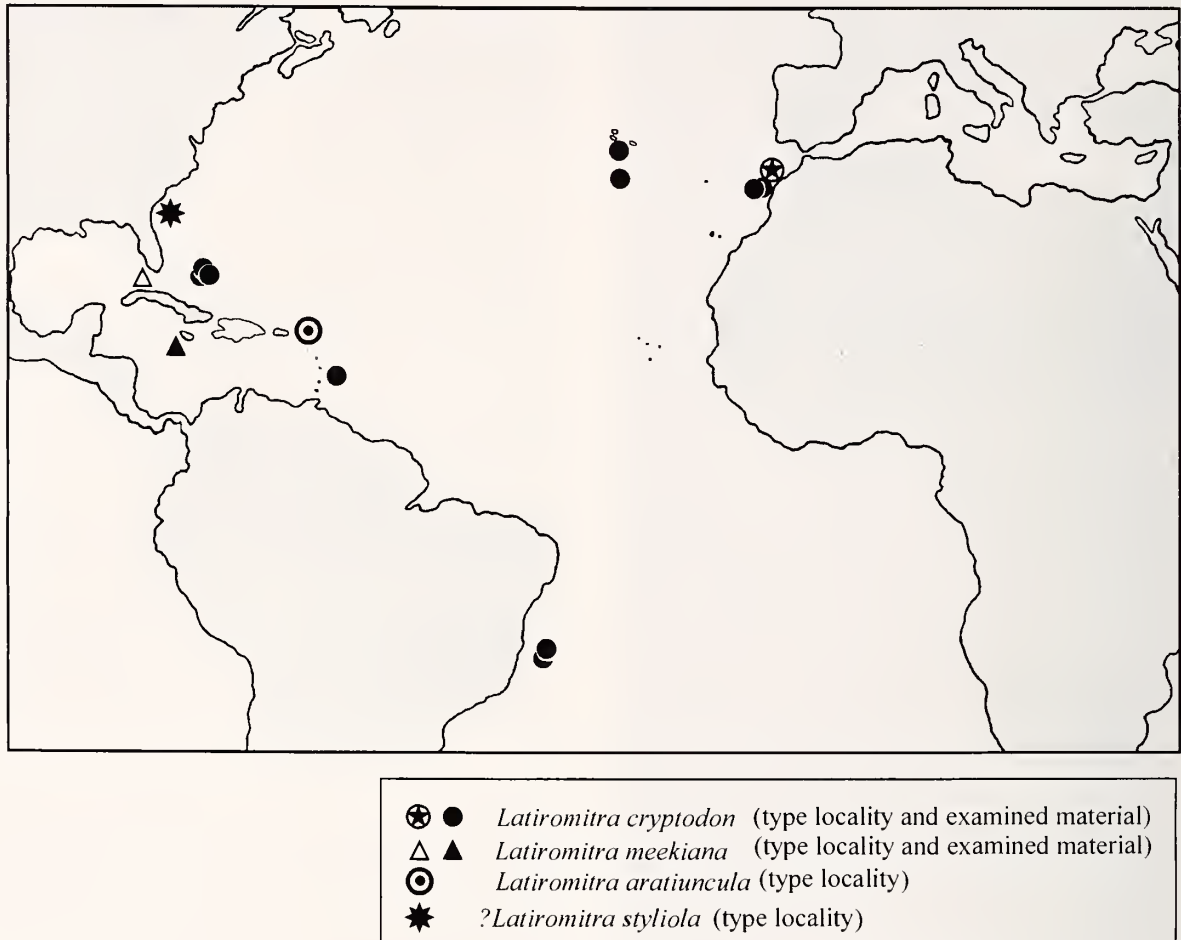 Latiromitra cryptodon (type locality and examined material)
Latiromitra meekiana (type locality and examined material)
Latiromitra aratiuncula (type locality)
?Latiromitra styliola (type locality)